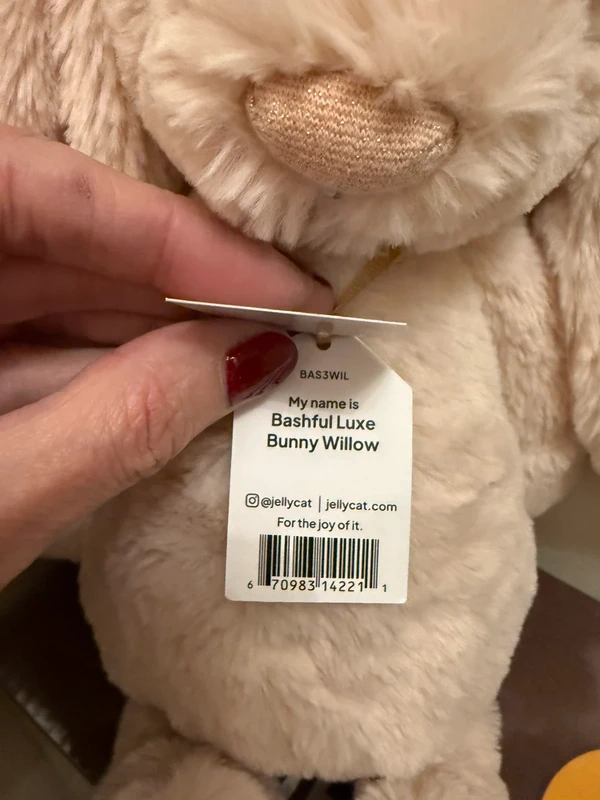 BAS3WIL
My name is
Bashful Luxe
Bunny Willow
@jellycat | jellycat.com
For the joy of it.
6 70983 14221 1